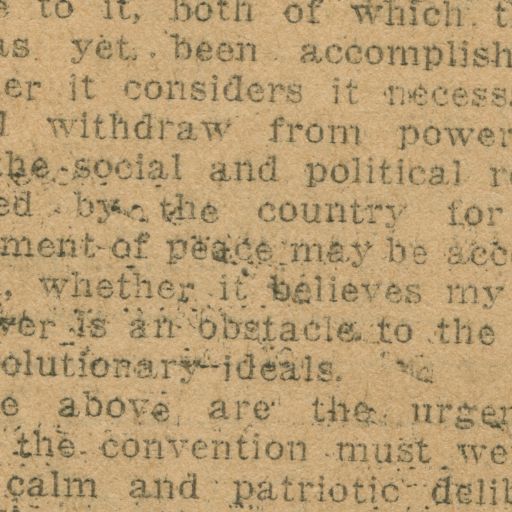 e to it, both of which t
as yet been accomplish
er it considers it necess
l withdraw from power
the social and political r
ed by the country for
ment of peace may be acc
, whether it believes my
wer is an obstacle to the
olutionary ideals.
e above are the urgen
the convention must we
calm and patriotic delib